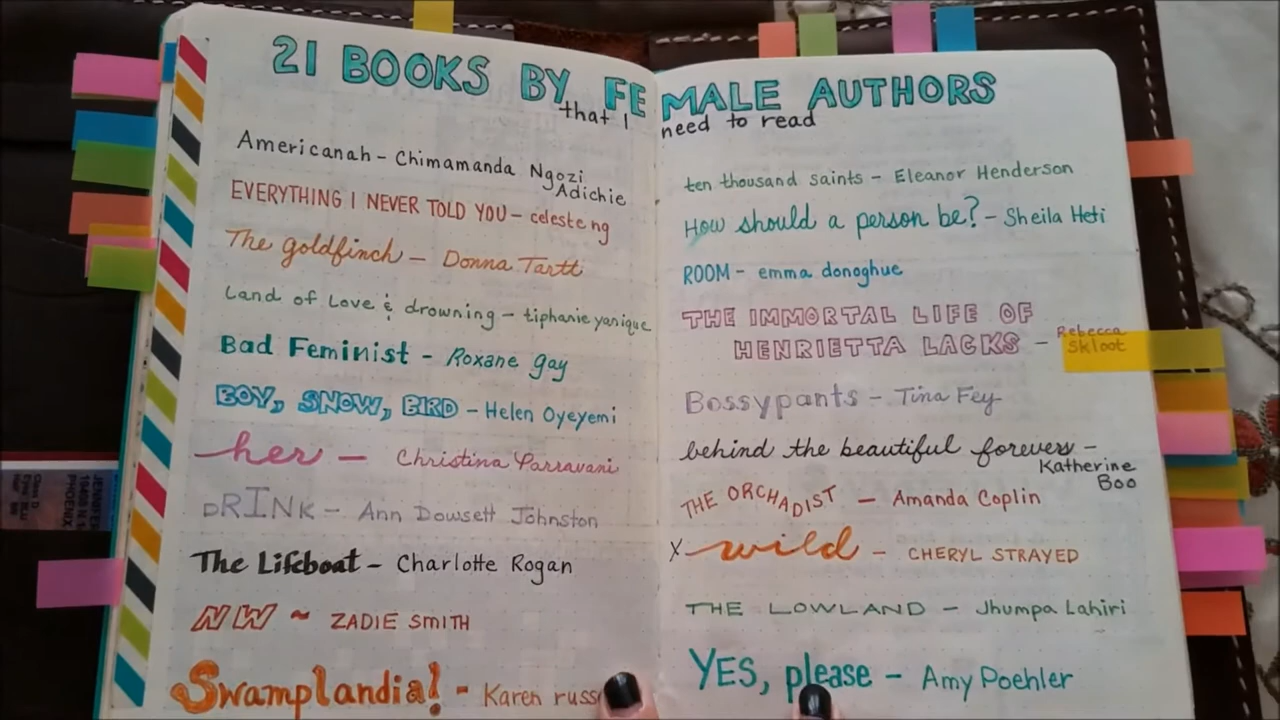 21 BOOKS BY FEMALE AUTHORS
that I need to read
Americanah - Chimamanda Ngozi
Adichie
EVERYTHING I NEVER TOLD YOU - celeste ng
The goldfinch - Donna Tartt
Land of Love & drowning - tiphanie yanique
Bad Feminist - Roxane gay
BOY, SNOW, BIRD - Helen Oyeyemi
her - Christina Parravani
DRINK - Ann Dowsett Johnston
The Lifeboat - Charlotte Rogan
NW ~ ZADIE SMITH
Swamplandia! - Karen russ
ten thousand saints - Eleanor Henderson
How should a person be? - Sheila Heti
ROOM - emma donoghue
THE IMMORTAL LIFE OF
HENRIETTA LACKS - Rebecca
Skloot
Bossypants - Tina Fey
behind the beautiful forevers -
Katherine
Boo
THE ORCHADIST - Amanda Coplin
X wild - CHERYL STRAYED
THE LOWLAND - Jhumpa Lahiri
YES, please - Amy Poehler